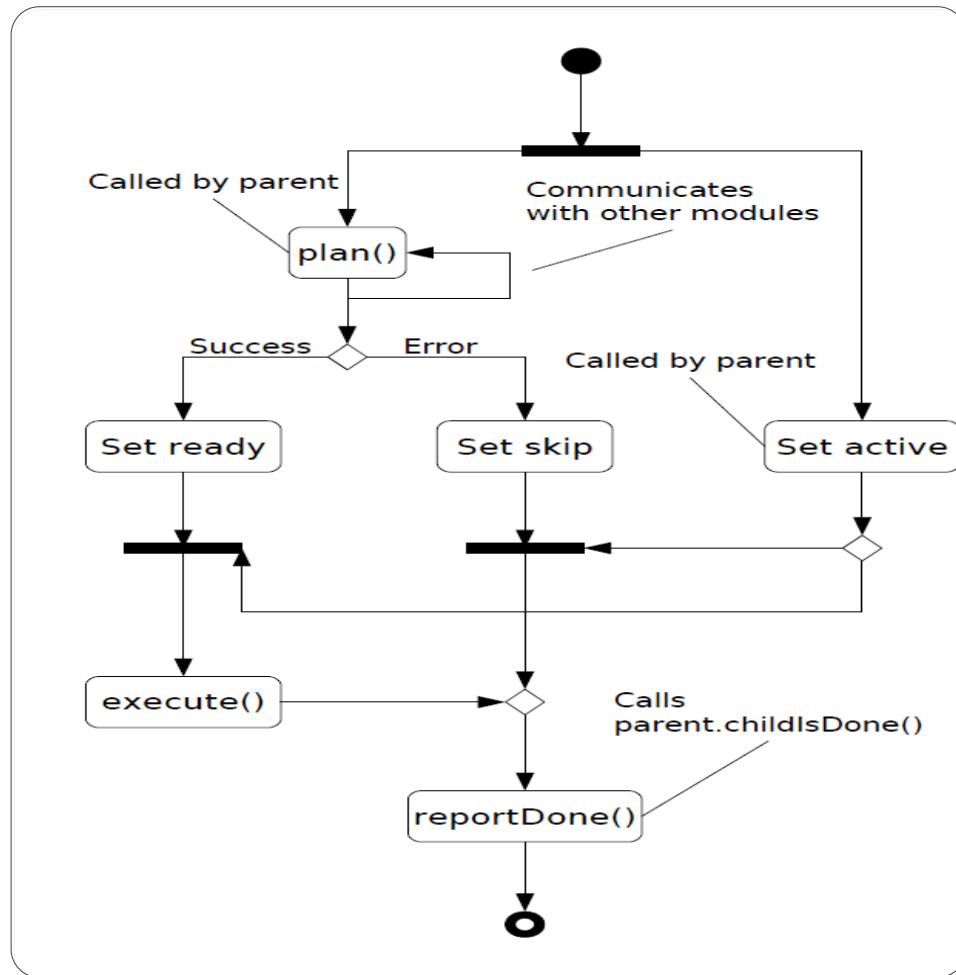 Called by parent
Communicates
with other modules
plan()
Success
Error
Called by parent
Set ready
Set skip
Set active
execute()
Calls
parent.childIsDone()
reportDone()